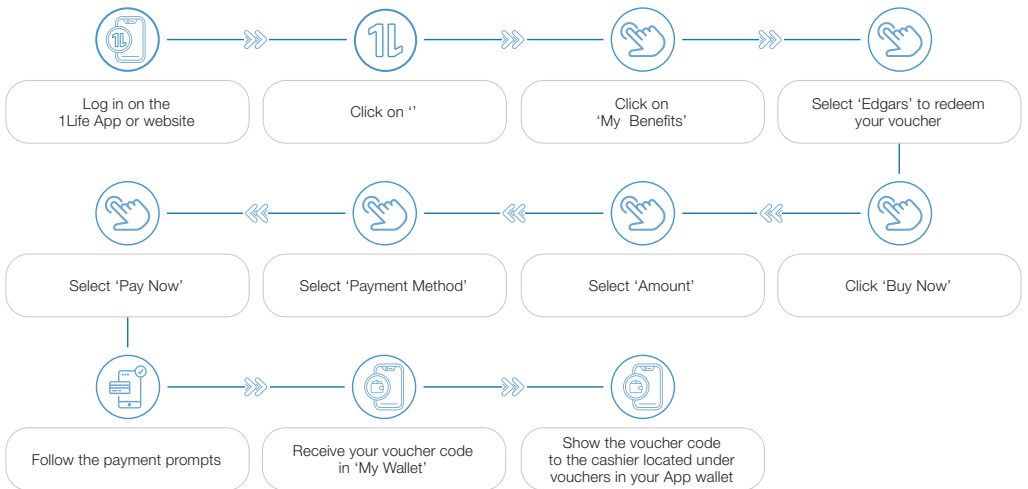 Log in on the
1Life App or website
Click on ‘’
Click on
‘My Benefits’
Select ‘Edgars’ to redeem
your voucher
Click ‘Buy Now’
Select ‘Amount’
Select ‘Payment Method’
Select ‘Pay Now’
Follow the payment prompts
Receive your voucher code
in ‘My Wallet’
Show the voucher code
to the cashier located under
vouchers in your App wallet